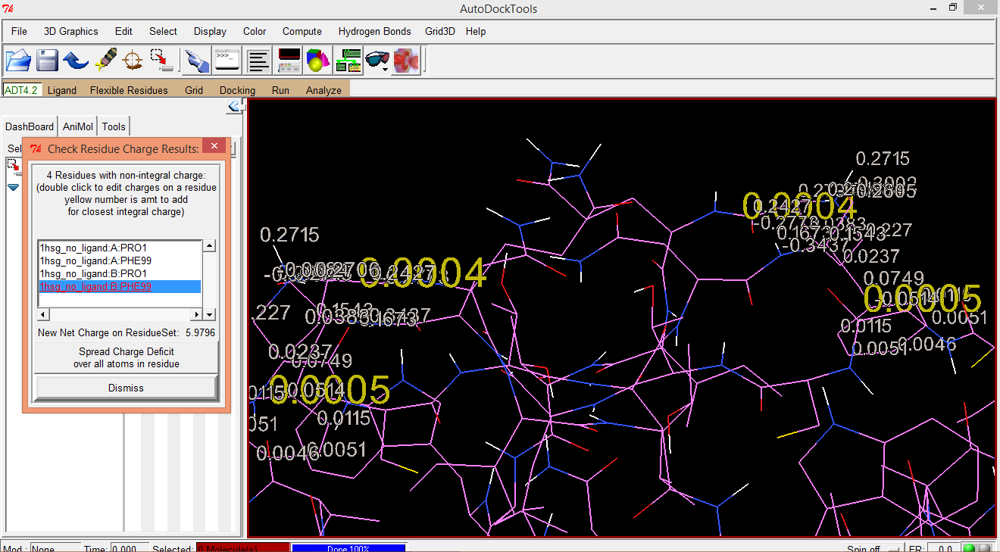 AutoDockTools
File 3D Graphics Edit Select Display Color Compute Hydrogen Bonds Grid3D Help
ADT4.2 Ligand Flexible Residues Grid Docking Run Analyze
DashBoard AniMol Tools
Sel
Check Residue Charge Results:
4 Residues with non-integral charge:
(double click to edit charges on a residue
yellow number is amt to add
for closest integral charge)
1hsg_no_ligand:A:PRO1
1hsg_no_ligand:A:PHE99
1hsg_no_ligand:B:PRO1
1hsg_no_ligand:B:PHE99
New Net Charge on ResidueSet: 5.9796
Spread Charge Deficit
over all atoms in residue
Dismiss
0.2715
0.0004
0.2427
0.1543
.227
-0.3437
0.0237
0.2715
0.0004
0.0749
0.0005
.227
0.0051
0.0115
0.0051
0.0046
0.0237
0.0749
0.0005
0.0115
051
0.0046
0.0051
Mod.: None Time: 0.000 Selected: 0 Molecule(s) Done 100% Spin off FR: 0.0